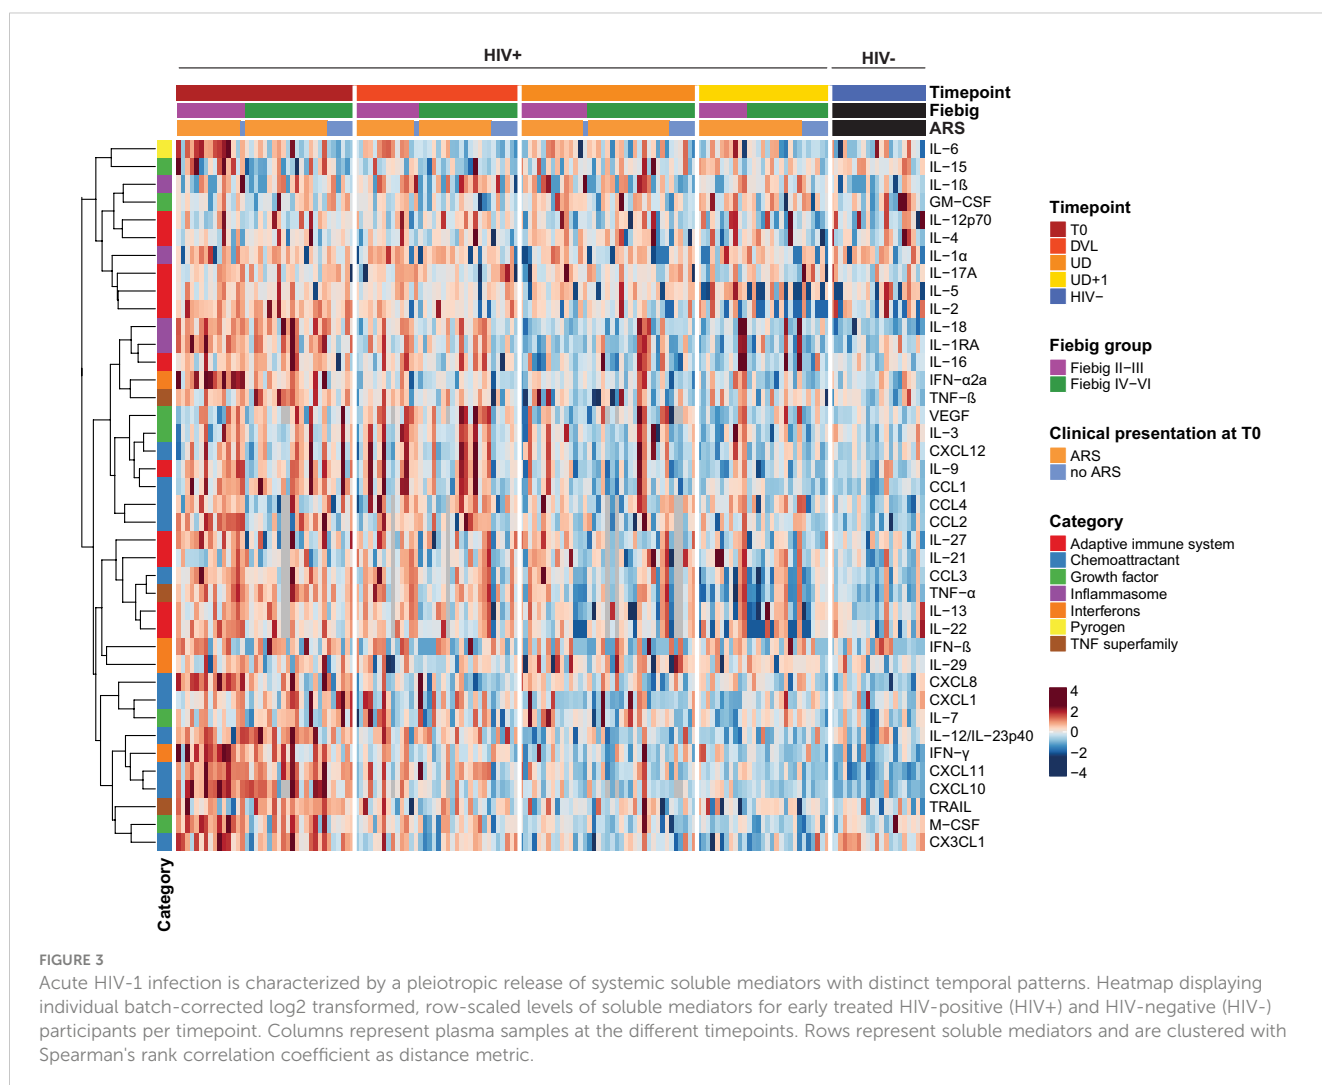 HIV+
HIV-
Timepoint
Fiebig
ARS
IL−6
IL−15
IL−1ß
GM−CSF
IL−12p70
IL−4
IL−1α
IL−17A
IL−5
IL−2
IL−18
IL−1RA
IL−16
IFN−α2a
TNF−ß
VEGF
IL−3
CXCL12
IL−9
CCL1
CCL4
CCL2
IL−27
IL−21
CCL3
TNF−α
IL−13
IL−22
IFN−ß
IL−29
CXCL8
CXCL1
IL−7
IL−12/IL−23p40
IFN−γ
CXCL11
CXCL10
TRAIL
M−CSF
CX3CL1
Category
Timepoint
T0
DVL
UD
UD+1
HIV−
Fiebig group
Fiebig II−III
Fiebig IV−VI
Clinical presentation at T0
ARS
no ARS
Category
Adaptive immune system
Chemoattractant
Growth factor
Inflammasome
Interferons
Pyrogen
TNF superfamily
4
2
0
−2
−4
FIGURE 3
Acute HIV-1 infection is characterized by a pleiotropic release of systemic soluble mediators with distinct temporal patterns. Heatmap displaying
individual batch-corrected log2 transformed, row-scaled levels of soluble mediators for early treated HIV-positive (HIV+) and HIV-negative (HIV-)
participants per timepoint. Columns represent plasma samples at the different timepoints. Rows represent soluble mediators and are clustered with
Spearman's rank correlation coefficient as distance metric.